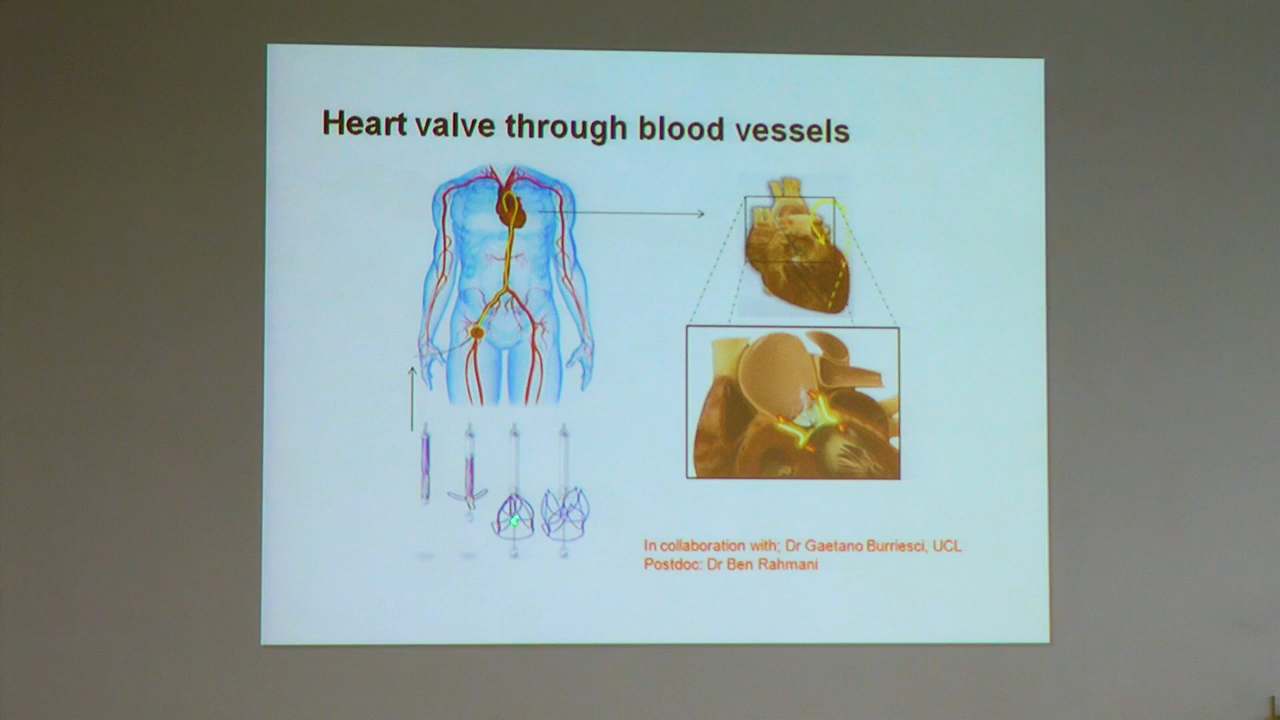 Heart valve through blood vessels
In collaboration with; Dr Gaetano Burriesci, UCL
Postdoc: Dr Ben Rahmani